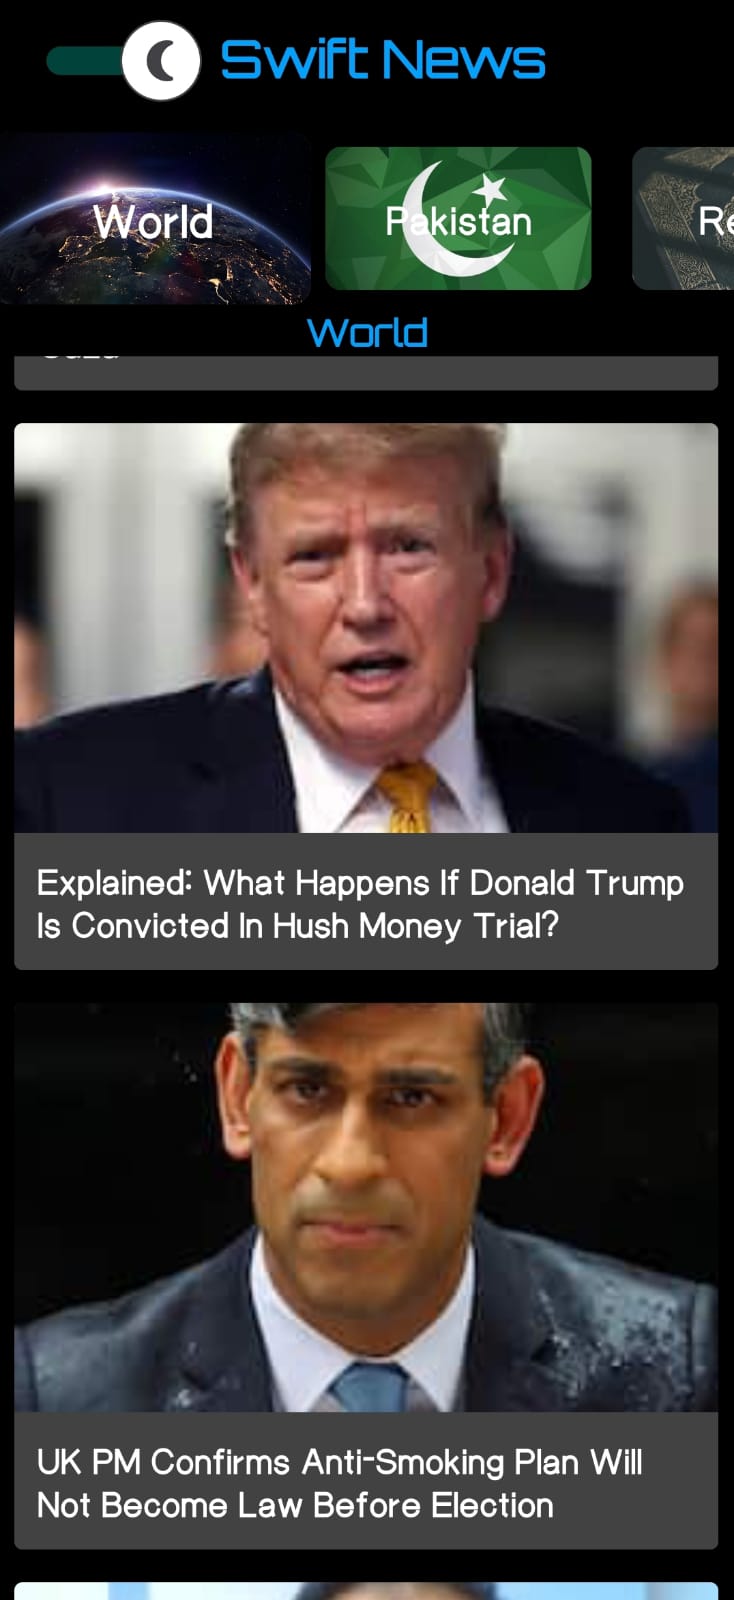 Swift News
World
Pakistan
World
Explained: What Happens If Donald Trump
Is Convicted In Hush Money Trial?
UK PM Confirms Anti-Smoking Plan Will
Not Become Law Before Election